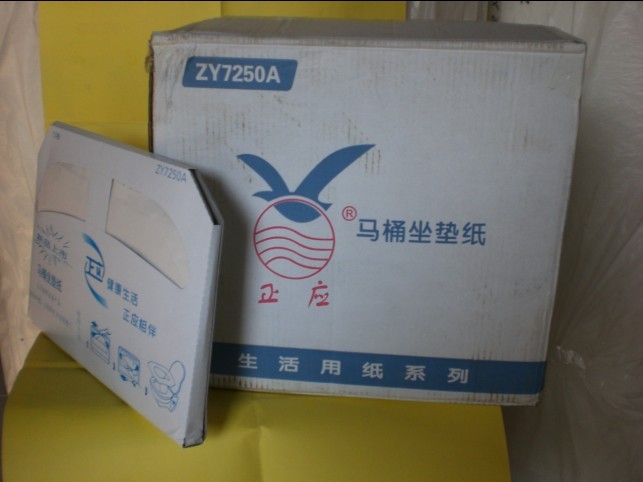 ZY7250A
®
马桶坐垫纸
正应
生活用纸系列
ZY7250A
马桶坐垫纸
健康生活
正应相伴